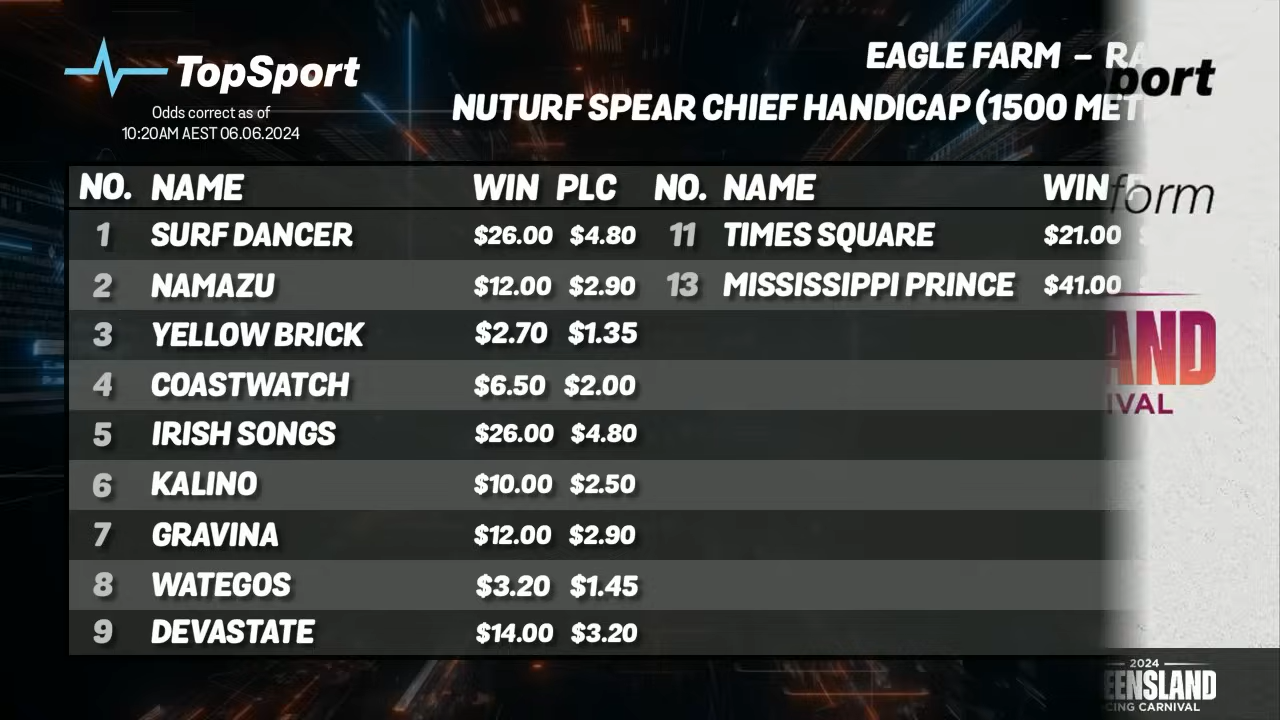 TopSport
Odds correct as of
10:20AM AEST 06.06.2024
EAGLE FARM –
port
NUTURF SPEAR CHIEF HANDICAP (1500
form
NO. NAME WIN PLC NO. NAME WIN
1 SURF DANCER $26.00 $4.80 11 TIMES SQUARE $21.00
2 NAMAZU $12.00 $2.90 13 MISSISSIPPI PRINCE $41.00
3 YELLOW BRICK $2.70 $1.35
4 COASTWATCH $6.50 $2.00
AND
IVAL
5 IRISH SONGS $26.00 $4.80
6 KALINO $10.00 $2.50
7 GRAVINA $12.00 $2.90
8 WATEGOS $3.20 $1.45
9 DEVASTATE $14.00 $3.20
2024
EENSLAND
CING CARNIVAL